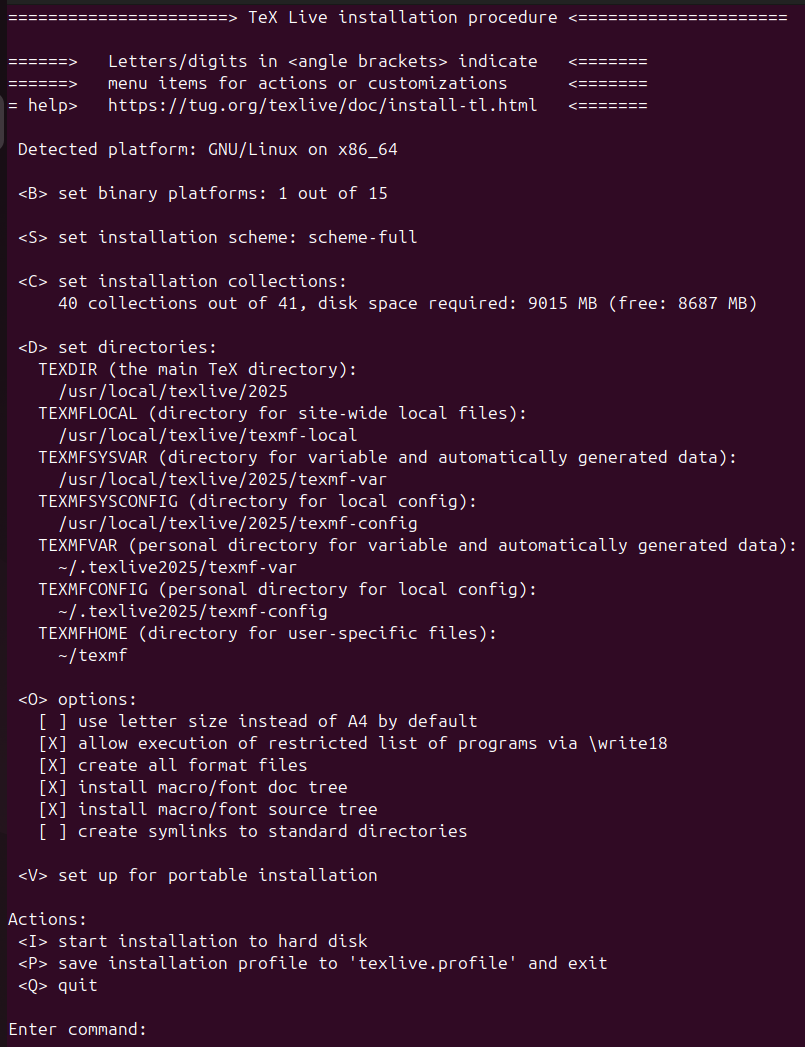 ======================> TeX Live installation procedure <=====================
======>   Letters/digits in <angle brackets> indicate   <=======
======>   menu items for actions or customizations      <=======
= help>   https://tug.org/texlive/doc/install-tl.html   <=======
 Detected platform: GNU/Linux on x86_64
 <B> set binary platforms: 1 out of 15
 <S> set installation scheme: scheme-full
 <C> set installation collections:
     40 collections out of 41, disk space required: 9015 MB (free: 8687 MB)
 <D> set directories:
   TEXDIR (the main TeX directory):
     /usr/local/texlive/2025
   TEXMFLOCAL (directory for site-wide local files):
     /usr/local/texlive/texmf-local
   TEXMFSYSVAR (directory for variable and automatically generated data):
     /usr/local/texlive/2025/texmf-var
   TEXMFSYSCONFIG (directory for local config):
     /usr/local/texlive/2025/texmf-config
   TEXMFVAR (personal directory for variable and automatically generated data):
     ~/.texlive2025/texmf-var
   TEXMFCONFIG (personal directory for local config):
     ~/.texlive2025/texmf-config
   TEXMFHOME (directory for user-specific files):
     ~/texmf
 <O> options:
   [ ] use letter size instead of A4 by default
   [X] allow execution of restricted list of programs via \write18
   [X] create all format files
   [X] install macro/font doc tree
   [X] install macro/font source tree
   [ ] create symlinks to standard directories
 <V> set up for portable installation
Actions:
 <I> start installation to hard disk
 <P> save installation profile to 'texlive.profile' and exit
 <Q> quit
Enter command: